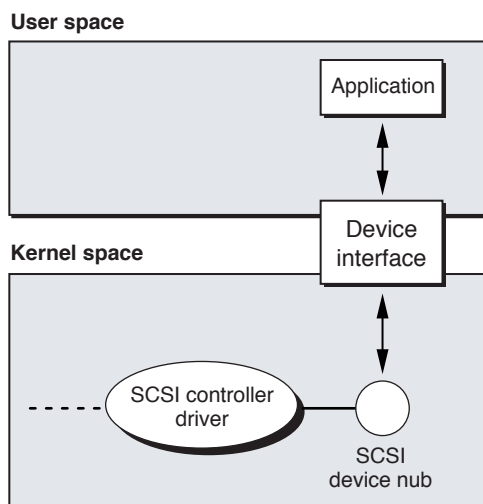 User space
Application
Device
interface
Kernel space
SCSI controller
driver
SCSI
device nub